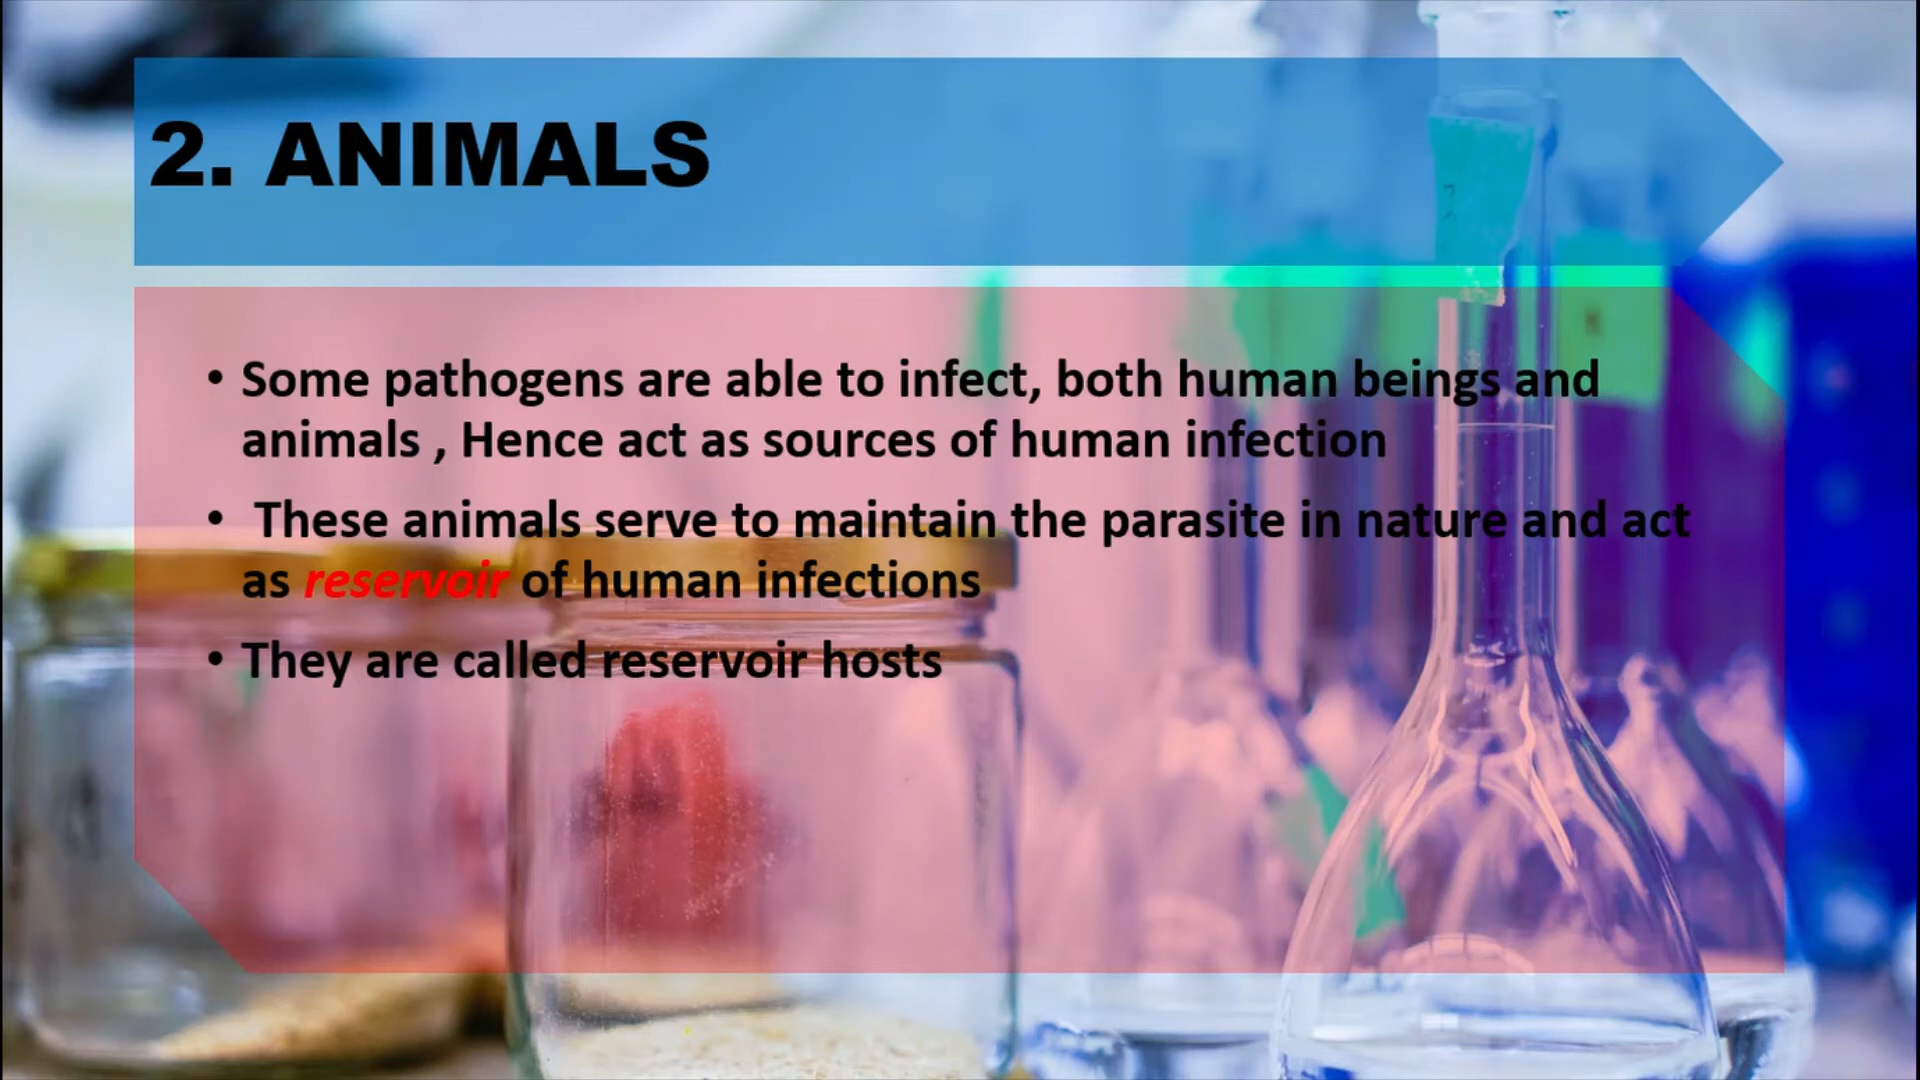 2. ANIMALS
• Some pathogens are able to infect, both human beings and
animals , Hence act as sources of human infection
• These animals serve to maintain the parasite in nature and act
as reservoir of human infections
• They are called reservoir hosts